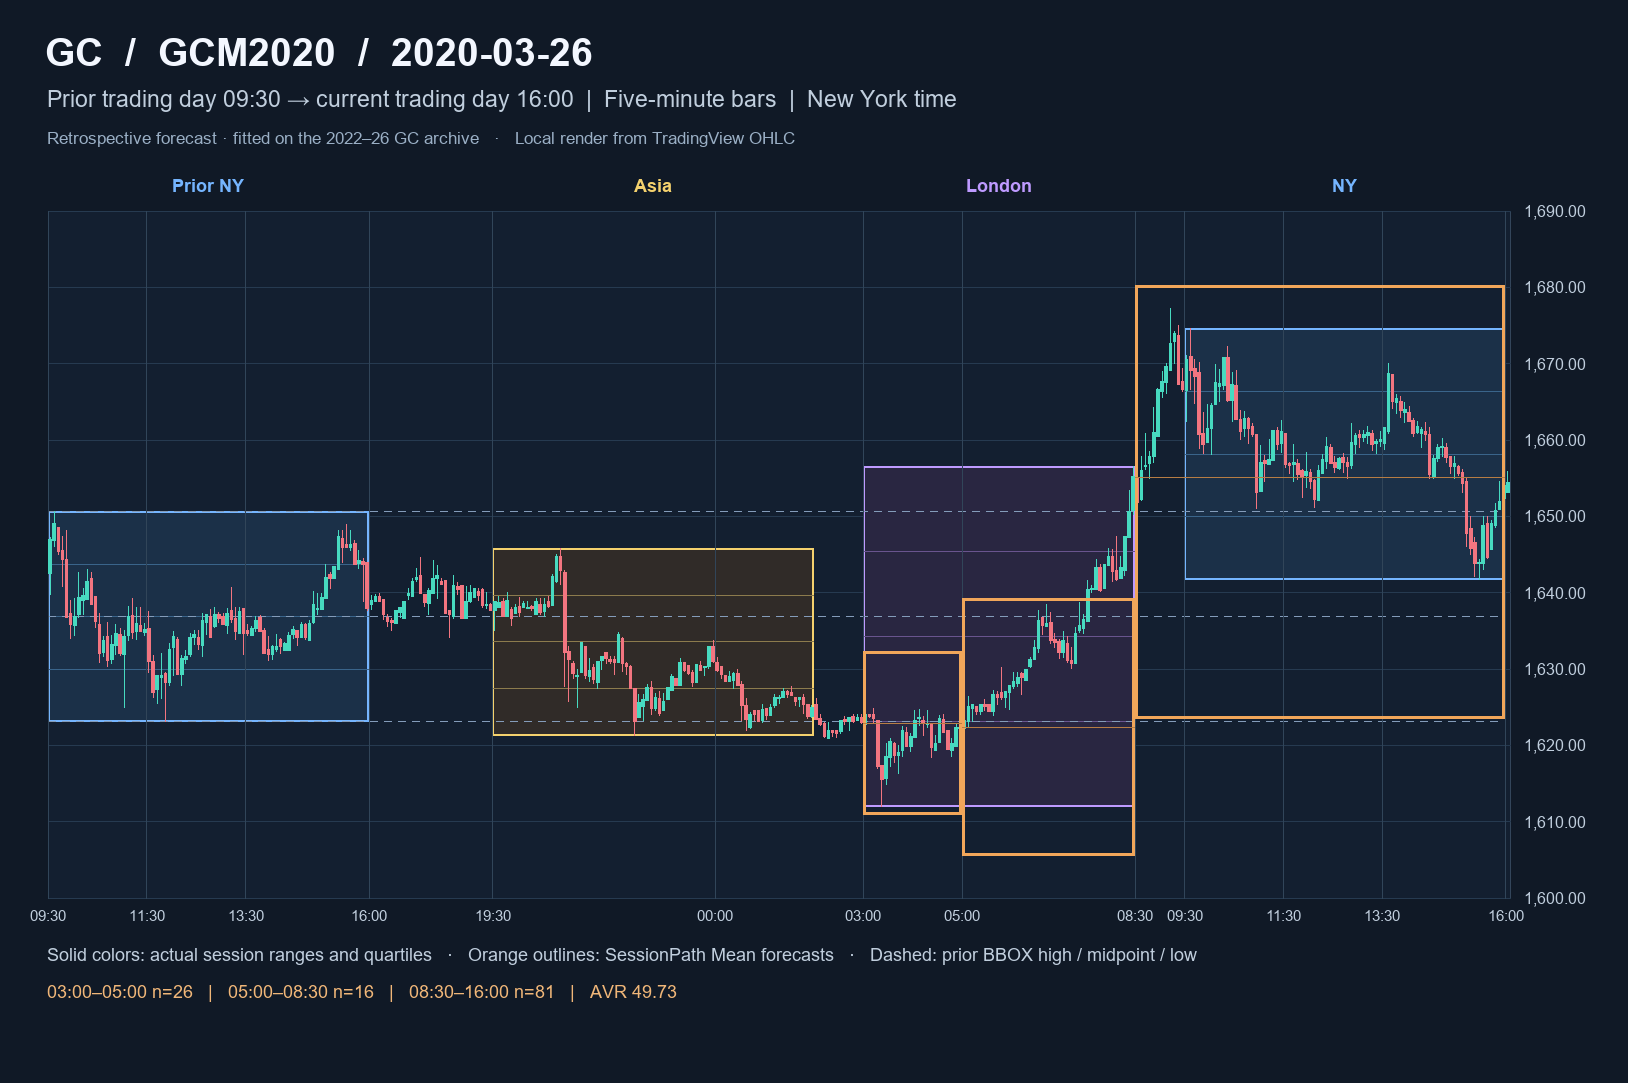 GC / GCM2020 / 2020-03-26
Prior trading day 09:30 → current trading day 16:00 | Five-minute bars | New York time
Retrospective forecast · fitted on the 2022–26 GC archive · Local render from TradingView OHLC
Prior NY Asia London NY
1,690.00
1,680.00
1,670.00
1,660.00
1,650.00
1,640.00
1,630.00
1,620.00
1,610.00
1,600.00
09:30 11:30 13:30 16:00 19:30 00:00 03:00 05:00 08:30 09:30 11:30 13:30 16:00
Solid colors: actual session ranges and quartiles · Orange outlines: SessionPath Mean forecasts · Dashed: prior BBOX high / midpoint / low
03:00–05:00 n=26 | 05:00–08:30 n=16 | 08:30–16:00 n=81 | AVR 49.73